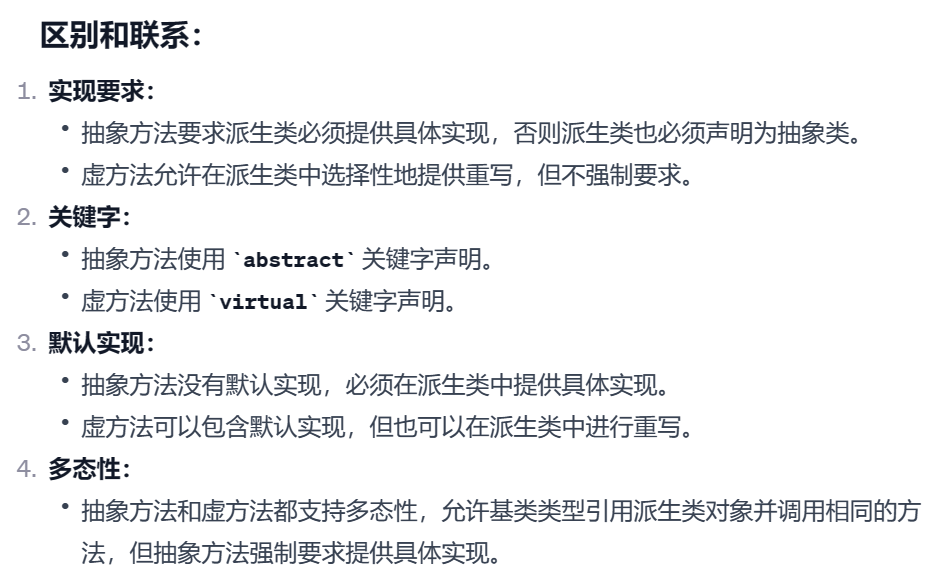 区别和联系：
1. 实现要求：
• 抽象方法要求派生类必须提供具体实现，否则派生类也必须声明为抽象类。
• 虚方法允许在派生类中选择性地提供重写，但不强制要求。
2. 关键字：
• 抽象方法使用 `abstract` 关键字声明。
• 虚方法使用 `virtual` 关键字声明。
3. 默认实现：
• 抽象方法没有默认实现，必须在派生类中提供具体实现。
• 虚方法可以包含默认实现，但也可以在派生类中进行重写。
4. 多态性：
• 抽象方法和虚方法都支持多态性，允许基类类型引用派生类对象并调用相同的方
法，但抽象方法强制要求提供具体实现。